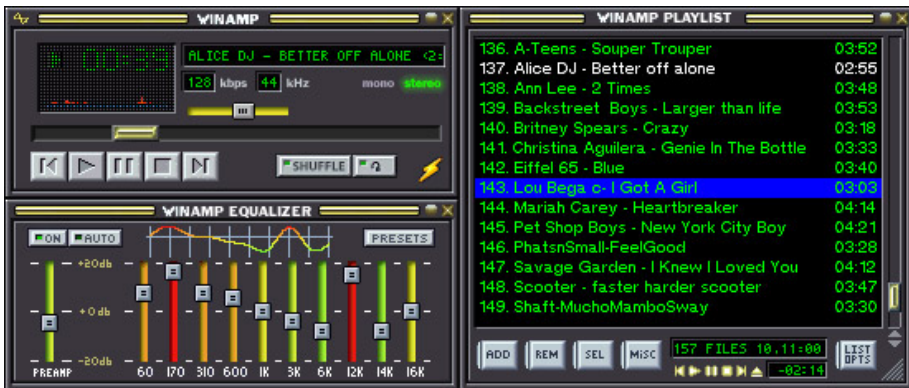 WINAMP
00:39
ALICE DJ - BETTER OFF ALONE <2:
128 kbps 44 kHz mono stereo
SHUFFLE
WINAMP EQUALIZER
ON AUTO PRESETS
+20db
+0db
-20db
PREAMP 60 170 310 600 1K 3K 6K 12K 14K 16K
WINAMP PLAYLIST
136. A-Teens - Souper Trouper 03:52
137. Alice DJ - Better off alone 02:55
138. Ann Lee - 2 Times 03:48
139. Backstreet Boys - Larger than life 03:53
140. Britney Spears - Crazy 03:18
141. Christina Aguilera - Genie In The Bottle 03:33
142. Eiffel 65 - Blue 03:40
143. Lou Bega c- I Got A Girl 03:03
144. Mariah Carey - Heartbreaker 04:14
145. Pet Shop Boys - New York City Boy 04:21
146. PhatsnSmall-FeelGood 03:28
147. Savage Garden - I Knew I Loved You 04:12
148. Scooter - faster harder scooter 03:47
149. Shaft-MuchoMamboSway 03:30
ADD REM SEL MiSC 157 FILES 10.11:00 LIST OPTS
-02:14